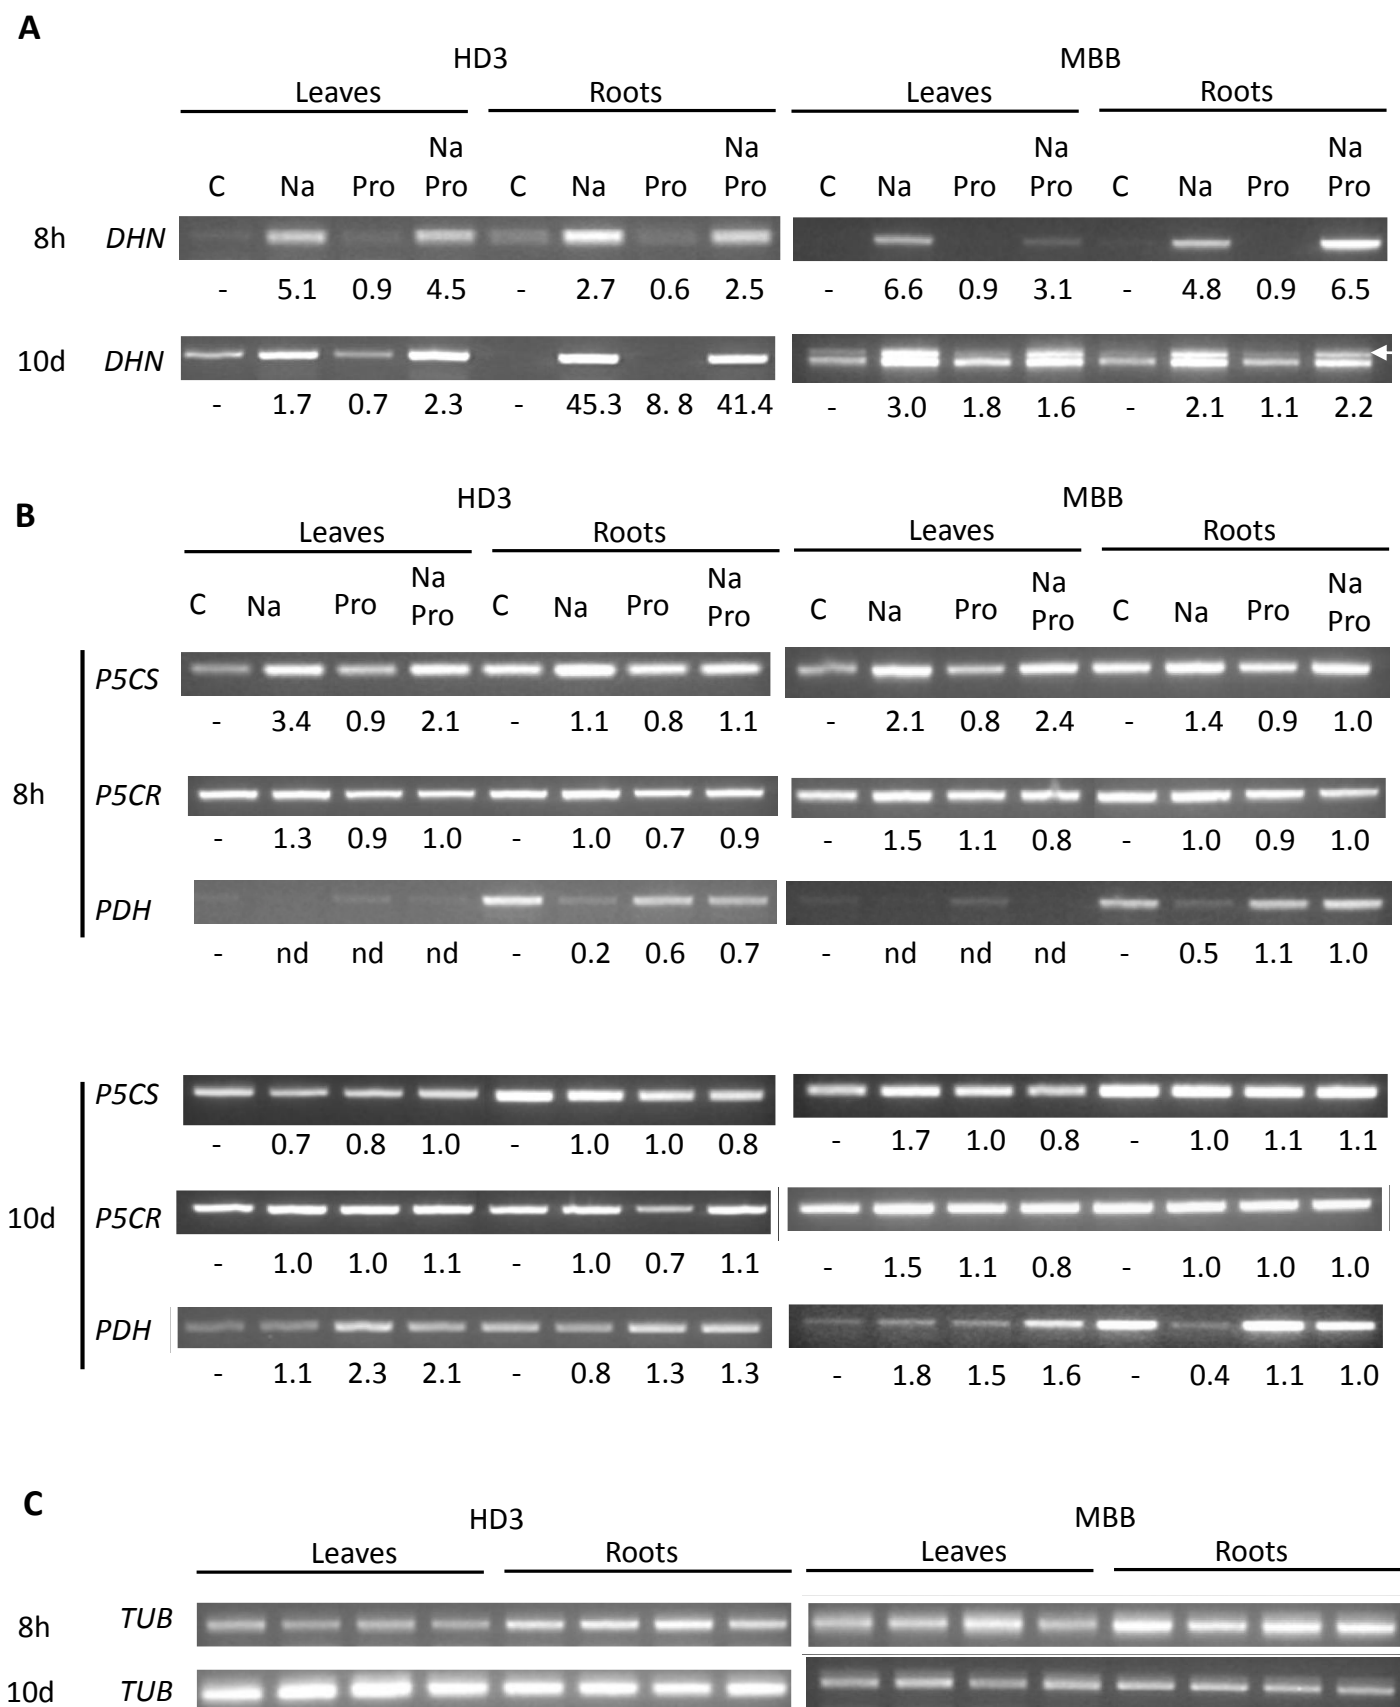 A
HD3 MBB
Leaves Roots Leaves Roots
Na Na Na Na
C Na Pro Pro C Na Pro Pro C Na Pro Pro C Na Pro Pro
8h DHN
- 5.1 0.9 4.5 - 2.7 0.6 2.5 - 6.6 0.9 3.1 - 4.8 0.9 6.5
10d DHN
- 1.7 0.7 2.3 - 45.3 8. 8 41.4 - 3.0 1.8 1.6 - 2.1 1.1 2.2
B
HD3 MBB
Leaves Roots Leaves Roots
Na Na Na Na
C Na Pro Pro C Na Pro Pro C Na Pro Pro C Na Pro Pro
P5CS
- 3.4 0.9 2.1 - 1.1 0.8 1.1 - 2.1 0.8 2.4 - 1.4 0.9 1.0
8h P5CR
- 1.3 0.9 1.0 - 1.0 0.7 0.9 - 1.5 1.1 0.8 - 1.0 0.9 1.0
PDH
- nd nd nd - 0.2 0.6 0.7 - nd nd nd - 0.5 1.1 1.0
P5CS
- 0.7 0.8 1.0 - 1.0 1.0 0.8 - 1.7 1.0 0.8 - 1.0 1.1 1.1
10d P5CR
- 1.0 1.0 1.1 - 1.0 0.7 1.1 - 1.5 1.1 0.8 - 1.0 1.0 1.0
PDH
- 1.1 2.3 2.1 - 0.8 1.3 1.3 - 1.8 1.5 1.6 - 0.4 1.1 1.0
C
HD3 MBB
Leaves Roots Leaves Roots
8h TUB
10d TUB